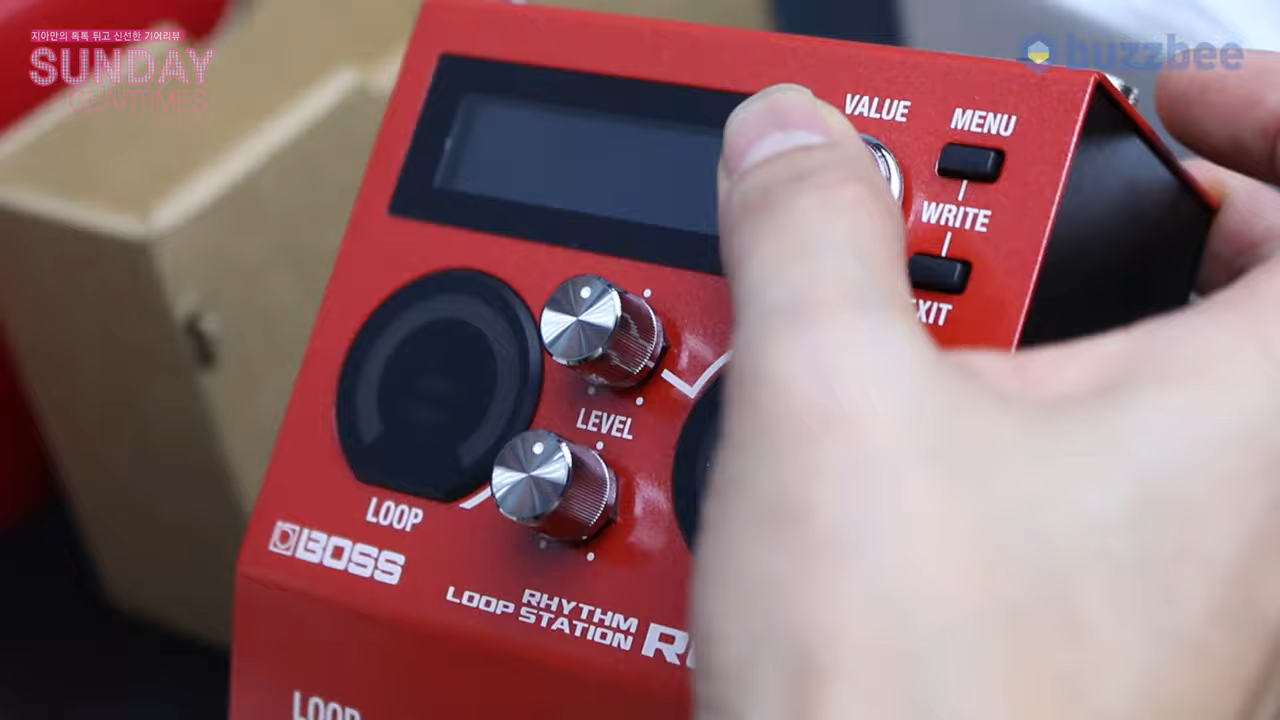 지아만의 톡톡 튀고 신선한 기어리뷰
SUNDAY
GEARTIMES
buzzbee
VALUE
MENU
WRITE
EXIT
LEVEL
LOOP
BOSS
RHYTHM
LOOP STATION
LOOP